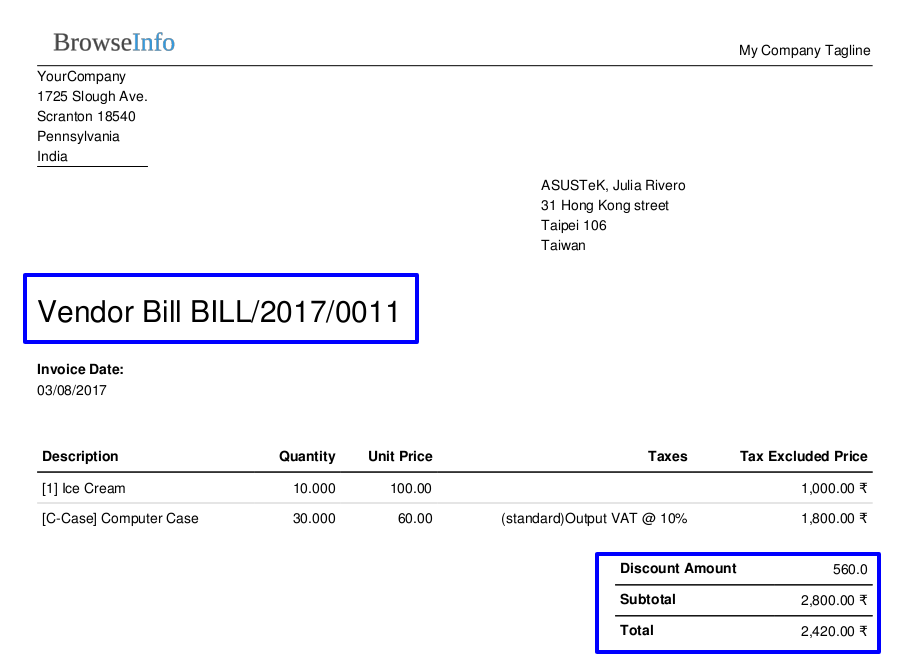 BrowseInfo
My Company Tagline
YourCompany
1725 Slough Ave.
Scranton 18540
Pennsylvania
India
ASUSTeK, Julia Rivero
31 Hong Kong street
Taipei 106
Taiwan
Vendor Bill BILL/2017/0011
Invoice Date:
03/08/2017
Description Quantity Unit Price Taxes Tax Excluded Price
[1] Ice Cream 10.000 100.00 1,000.00 ₹
[C-Case] Computer Case 30.000 60.00 (standard)Output VAT @ 10% 1,800.00 ₹
Discount Amount 560.0
Subtotal 2,800.00 ₹
Total 2,420.00 ₹